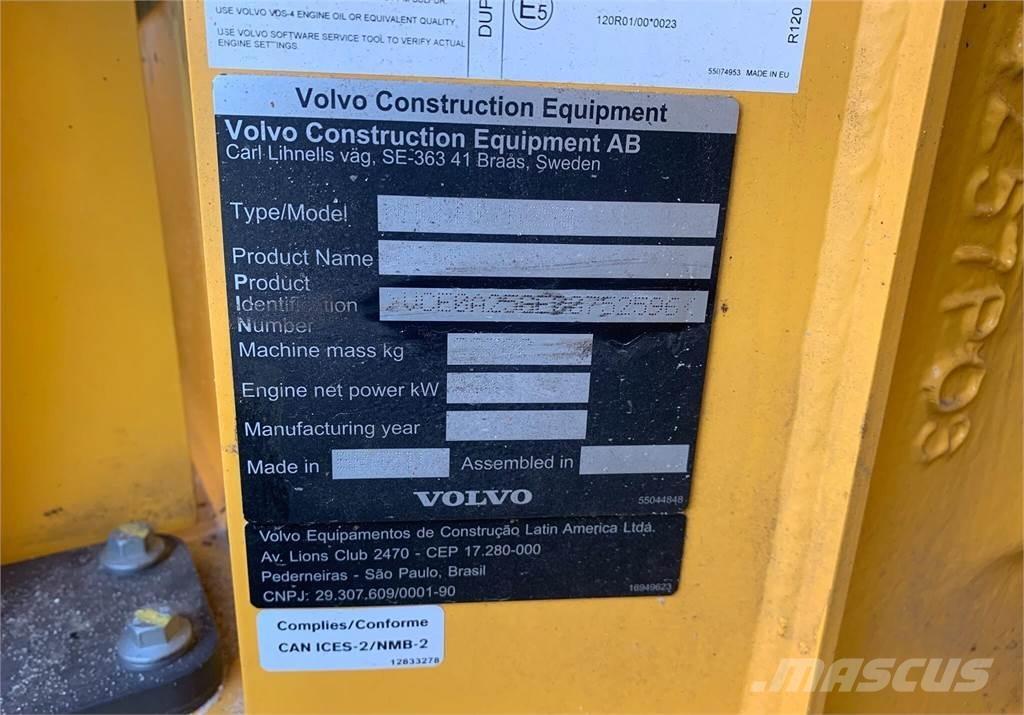 USE VOLVO VDS-4 ENGINE OIL OR EQUIVALENT QUALITY.
USE VOLVO SOFTWARE SERVICE TOOL TO VERIFY ACTUAL
ENGINE SETTINGS.
DUP
E5
120R01/00*0023
R120
55074953 MADE IN EU
Volvo Construction Equipment
Volvo Construction Equipment AB
Carl Lihnells väg, SE-363 41 Braås, Sweden
Type/Model
Product Name
Product
Identification
Number
Machine mass kg
Engine net power kW
Manufacturing year
Made in
Assembled in
VOLVO
55044848
Volvo Equipamentos de Construção Latin America Ltda.
Av. Lions Club 2470 - CEP 17.280-000
Pederneiras - São Paulo, Brasil
CNPJ: 29.307.609/0001-90
16949623
Complies/Conforme
CAN ICES-2/NMB-2
12833278
MASCUS